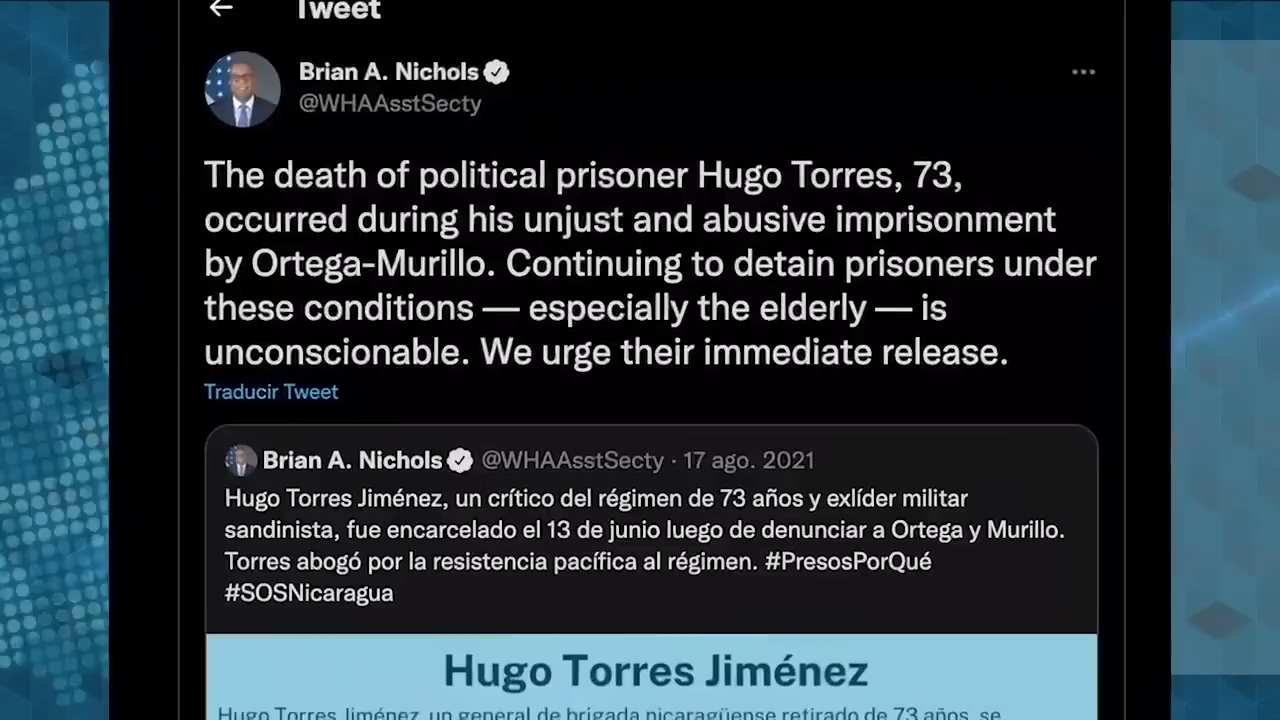 Tweet
Brian A. Nichols
@WHAAsstSecty
The death of political prisoner Hugo Torres, 73,
occurred during his unjust and abusive imprisonment
by Ortega-Murillo. Continuing to detain prisoners under
these conditions — especially the elderly — is
unconscionable. We urge their immediate release.
Traducir Tweet
Brian A. Nichols @WHAAsstSecty · 17 ago. 2021
Hugo Torres Jiménez, un crítico del régimen de 73 años y exlíder militar
sandinista, fue encarcelado el 13 de junio luego de denunciar a Ortega y Murillo.
Torres abogó por la resistencia pacífica al régimen. #PresosPorQué
#SOSNicaragua
Hugo Torres Jiménez
Hugo Torres Jiménez, un general de brigada nicaragüense retirado de 73 años, se